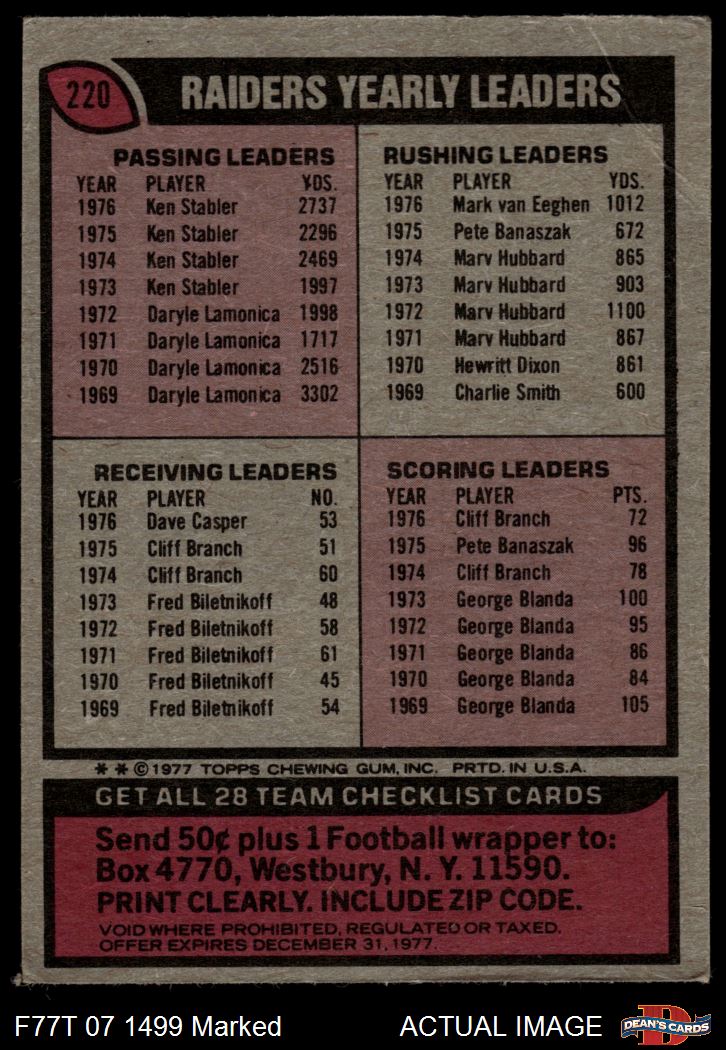 220
RAIDERS YEARLY LEADERS
PASSING LEADERS
YEAR PLAYER YDS.
1976 Ken Stabler 2737
1975 Ken Stabler 2296
1974 Ken Stabler 2469
1973 Ken Stabler 1997
1972 Daryle Lamonica 1998
1971 Daryle Lamonica 1717
1970 Daryle Lamonica 2516
1969 Daryle Lamonica 3302
RUSHING LEADERS
YEAR PLAYER YDS.
1976 Mark van Eeghen 1012
1975 Pete Banaszak 672
1974 Marv Hubbard 865
1973 Marv Hubbard 903
1972 Marv Hubbard 1100
1971 Marv Hubbard 867
1970 Hewritt Dixon 861
1969 Charlie Smith 600
RECEIVING LEADERS
YEAR PLAYER NO.
1976 Dave Casper 53
1975 Cliff Branch 51
1974 Cliff Branch 60
1973 Fred Biletnikoff 48
1972 Fred Biletnikoff 58
1971 Fred Biletnikoff 61
1970 Fred Biletnikoff 45
1969 Fred Biletnikoff 54
SCORING LEADERS
YEAR PLAYER PTS.
1976 Cliff Branch 72
1975 Pete Banaszak 96
1974 Cliff Branch 78
1973 George Blanda 100
1972 George Blanda 95
1971 George Blanda 86
1970 George Blanda 84
1969 George Blanda 105
* * © 1977 TOPPS CHEWING GUM, INC. PRTD. IN U.S.A.
GET ALL 28 TEAM CHECKLIST CARDS
Send 50¢ plus 1 Football wrapper to:
Box 4770, Westbury, N. Y. 11590.
PRINT CLEARLY. INCLUDE ZIP CODE.
VOID WHERE PROHIBITED, REGULATED OR TAXED.
OFFER EXPIRES DECEMBER 31, 1977.
F77T 07 1499 Marked
ACTUAL IMAGE
D
DEAN'S CARDS